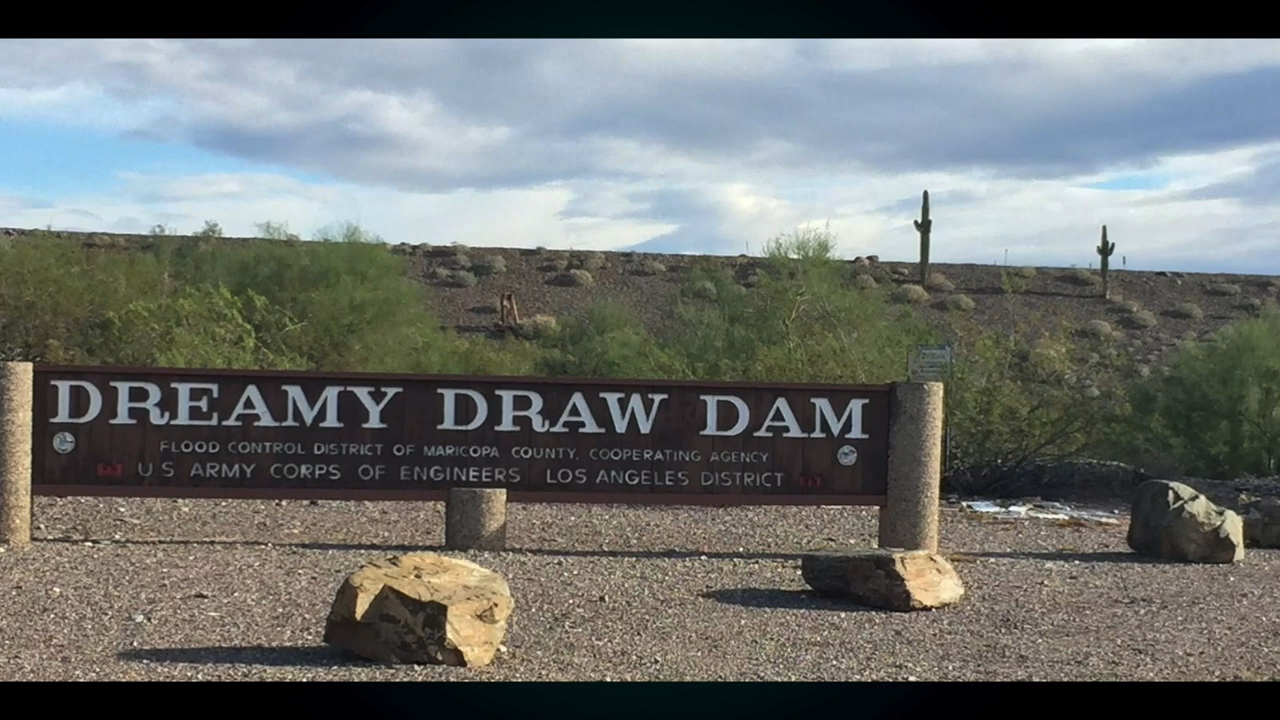 DREAMY DRAW DAM
FLOOD CONTROL DISTRICT OF MARICOPA COUNTY, COOPERATING AGENCY
U S ARMY CORPS OF ENGINEERS LOS ANGELES DISTRICT